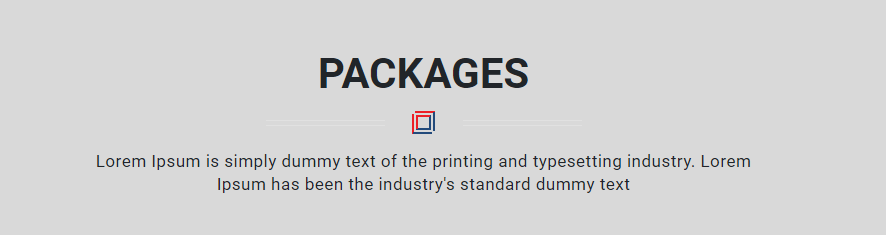 PACKAGES
Lorem Ipsum is simply dummy text of the printing and typesetting industry. Lorem
Ipsum has been the industry's standard dummy text